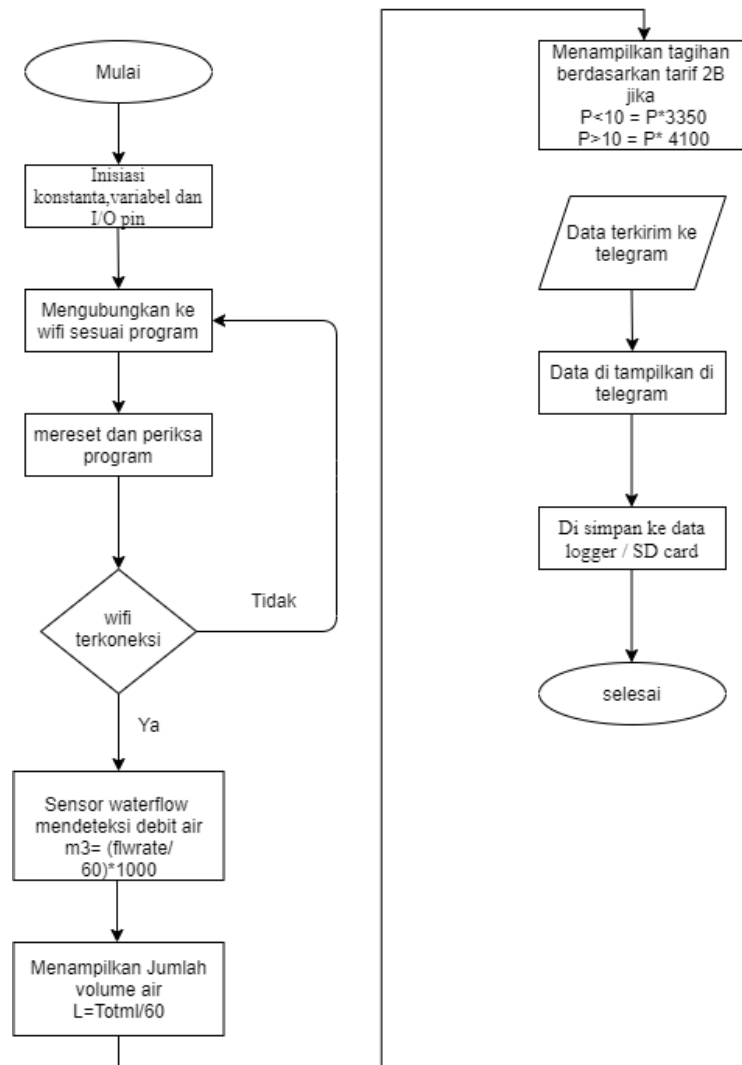 Mulai
Inisiasi
konstanta,variabel dan
I/O pin
Mengubungkan ke
wifi sesuai program
mereset dan periksa
program
wifi
terkoneksi
Tidak
Ya
Sensor waterflow
mendeteksi debit air
m3= (flwrate/
60)*1000
Menampilkan Jumlah
volume air
L=Totml/60
Menampilkan tagihan
berdasarkan tarif 2B
jika
P<10 = P*3350
P>10 = P* 4100
Data terkirim ke
telegram
Data di tampilkan di
telegram
Di simpan ke data
logger / SD card
selesai